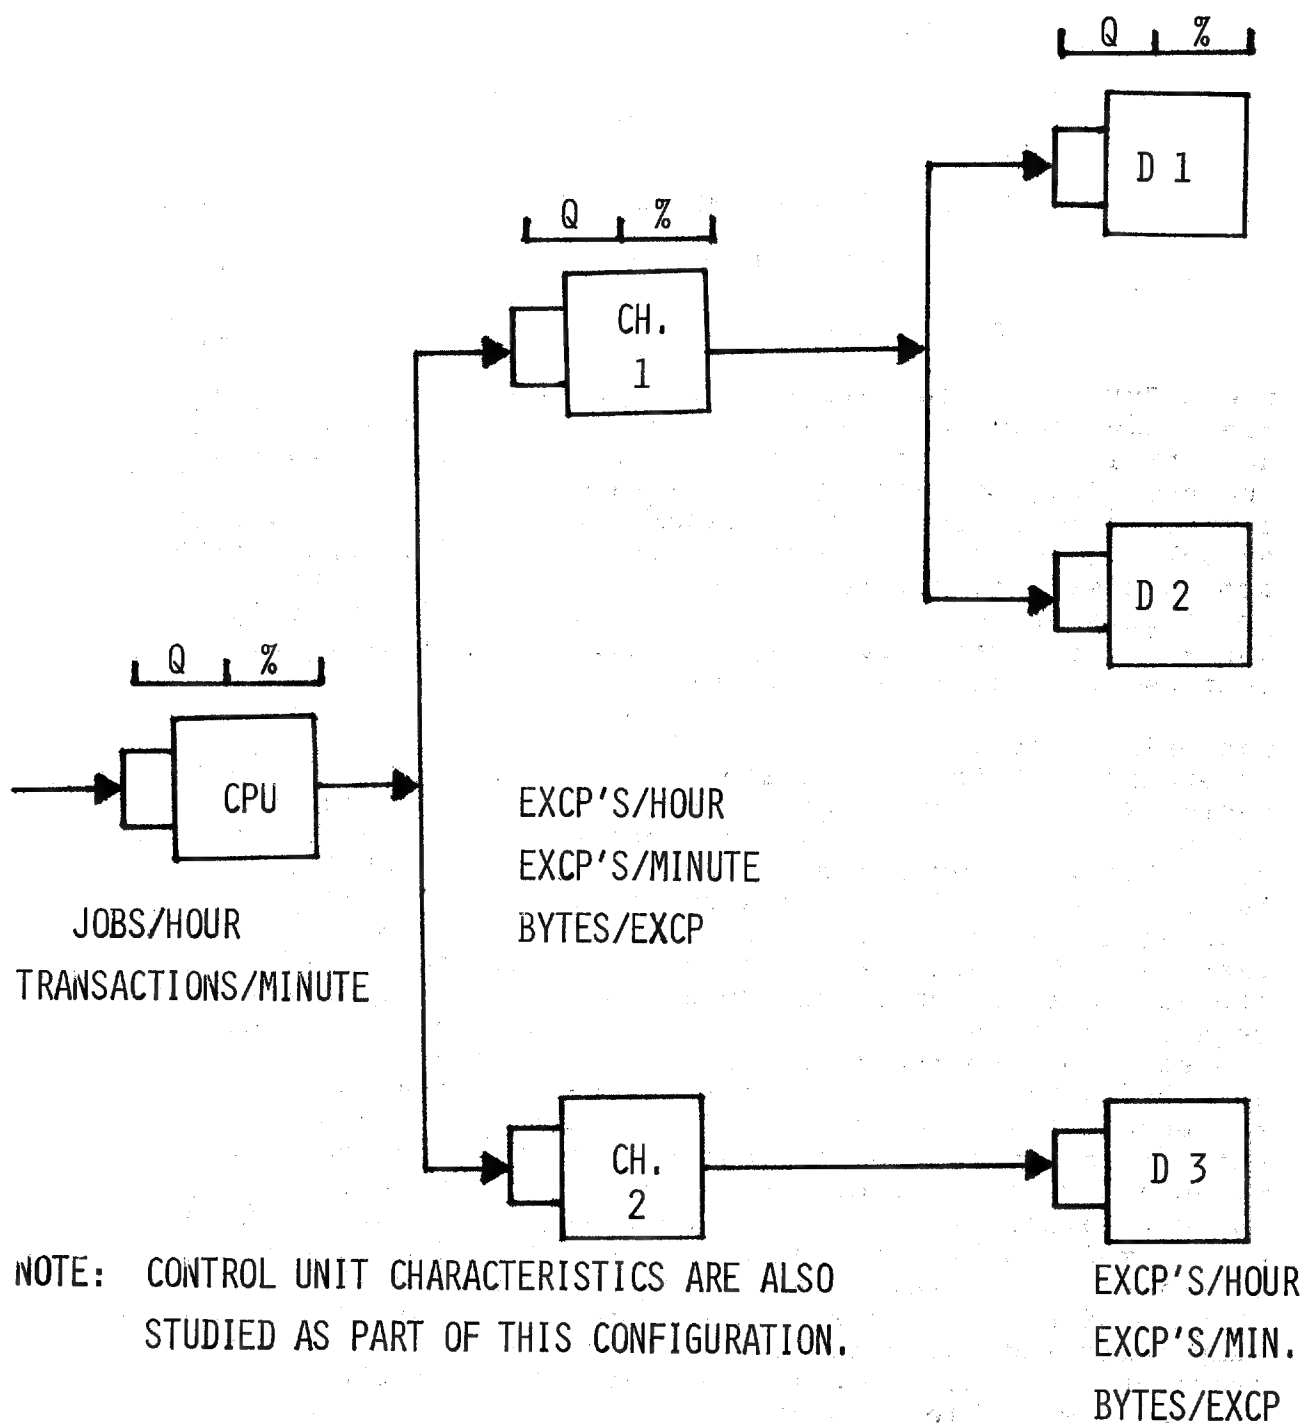 Q %
D 1
Q %
CH.
1
D 2
Q %
CPU
EXCP'S/HOUR
EXCP'S/MINUTE
BYTES/EXCP
JOBS/HOUR
TRANSACTIONS/MINUTE
CH.
2
D 3
NOTE: CONTROL UNIT CHARACTERISTICS ARE ALSO
STUDIED AS PART OF THIS CONFIGURATION.
EXCP'S/HOUR
EXCP'S/MIN.
BYTES/EXCP